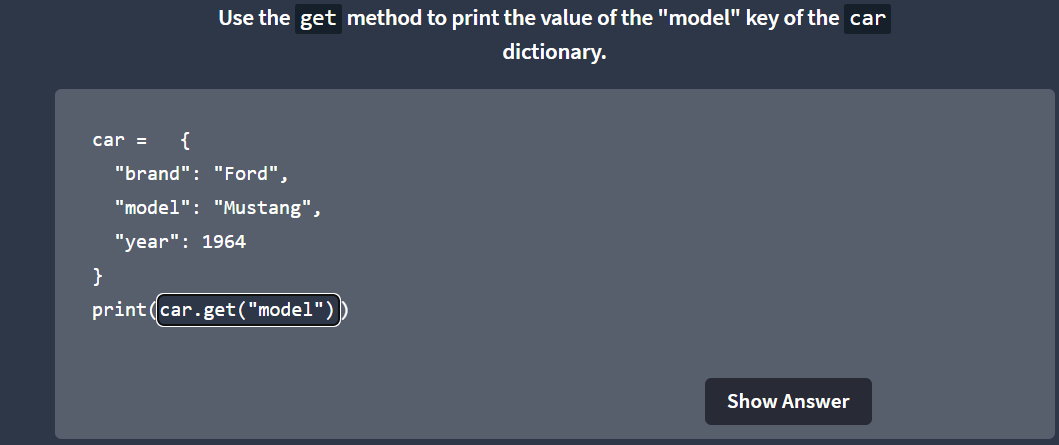 Use the get method to print the value of the "model" key of the car
dictionary.
car =   {
  "brand": "Ford",
  "model": "Mustang",
  "year": 1964
}
print(car.get("model"))
Show Answer